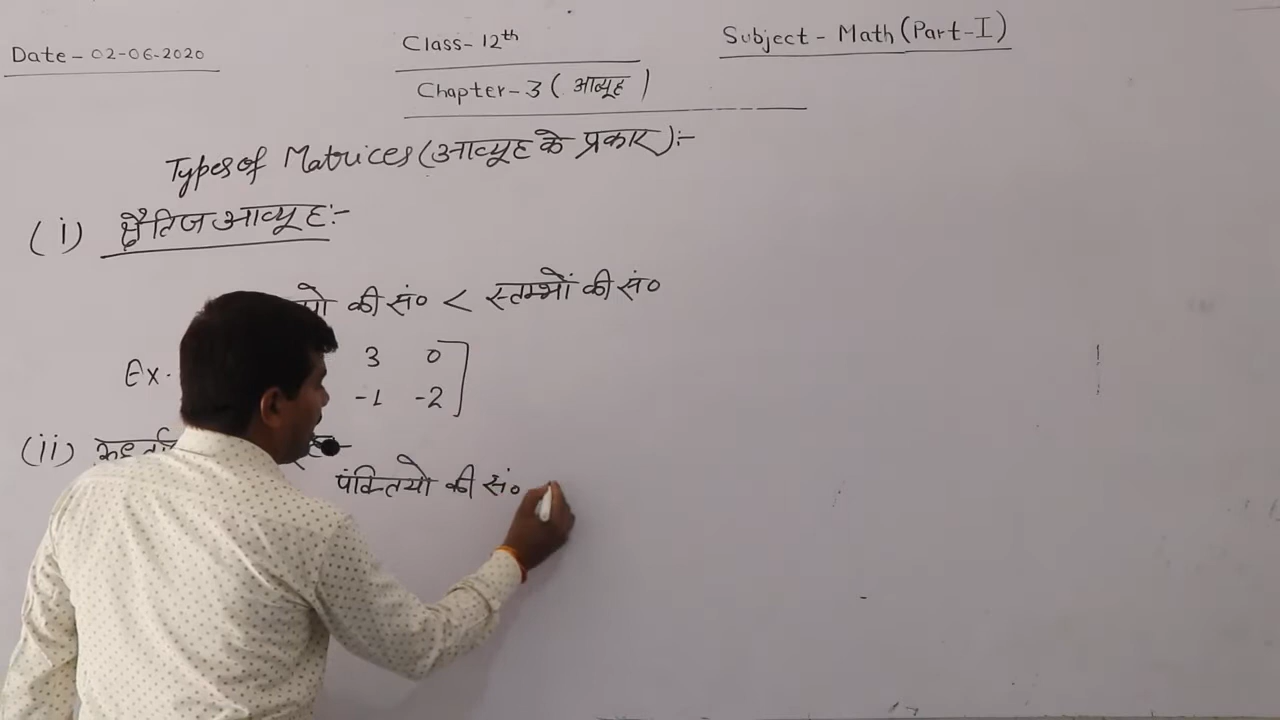 Date - 02-06-2020
Class- 12th
Subject - Math (Part-I)
Chapter-3 ( आव्यूह )
Types of Matrices (आव्यूह के प्रकार) :-
(i) क्षैतिज आव्यूह :-
की सं० < स्तम्भों की सं०
Ex.
3 0
-1 -2
(ii)
पंक्तियो की सं०